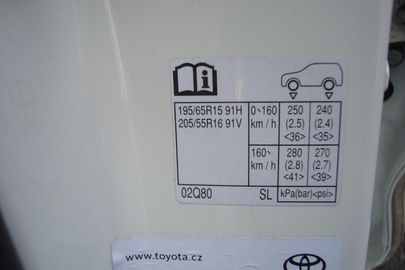 195/65R15 91H 0~160 250 240
205/55R16 91V km/h (2.5) (2.4)
<36> <35>
160~ 280 270
km/h (2.8) (2.7)
<41> <39>
02Q80 SL kPa(bar)<psi>
www.toyota.cz